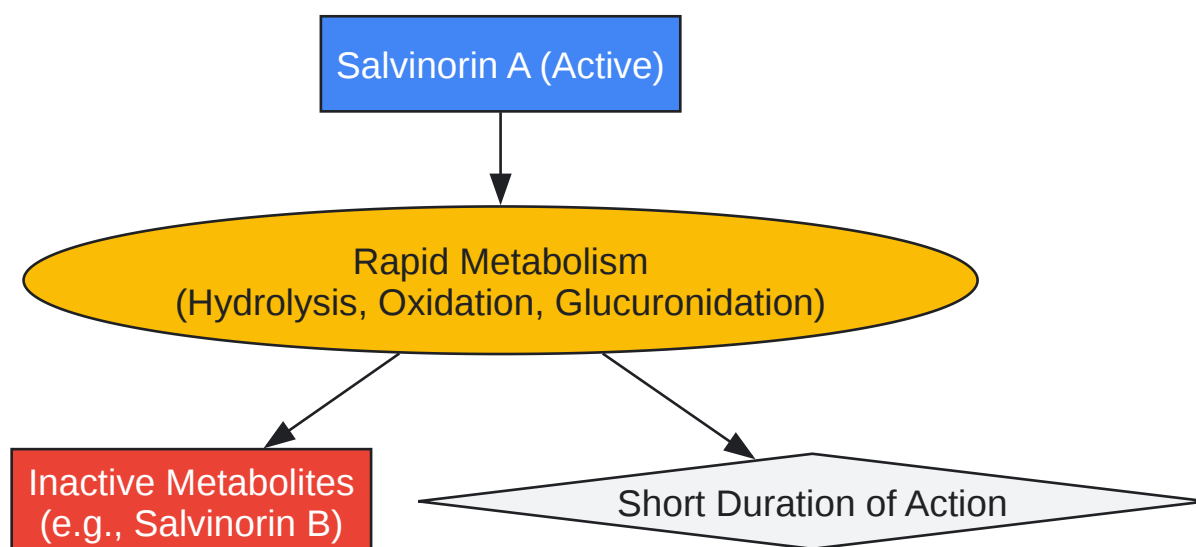 Salvinorin A (Active)
Rapid Metabolism
(Hydrolysis, Oxidation, Glucuronidation)
Inactive Metabolites
(e.g., Salvinorin B)
Short Duration of Action